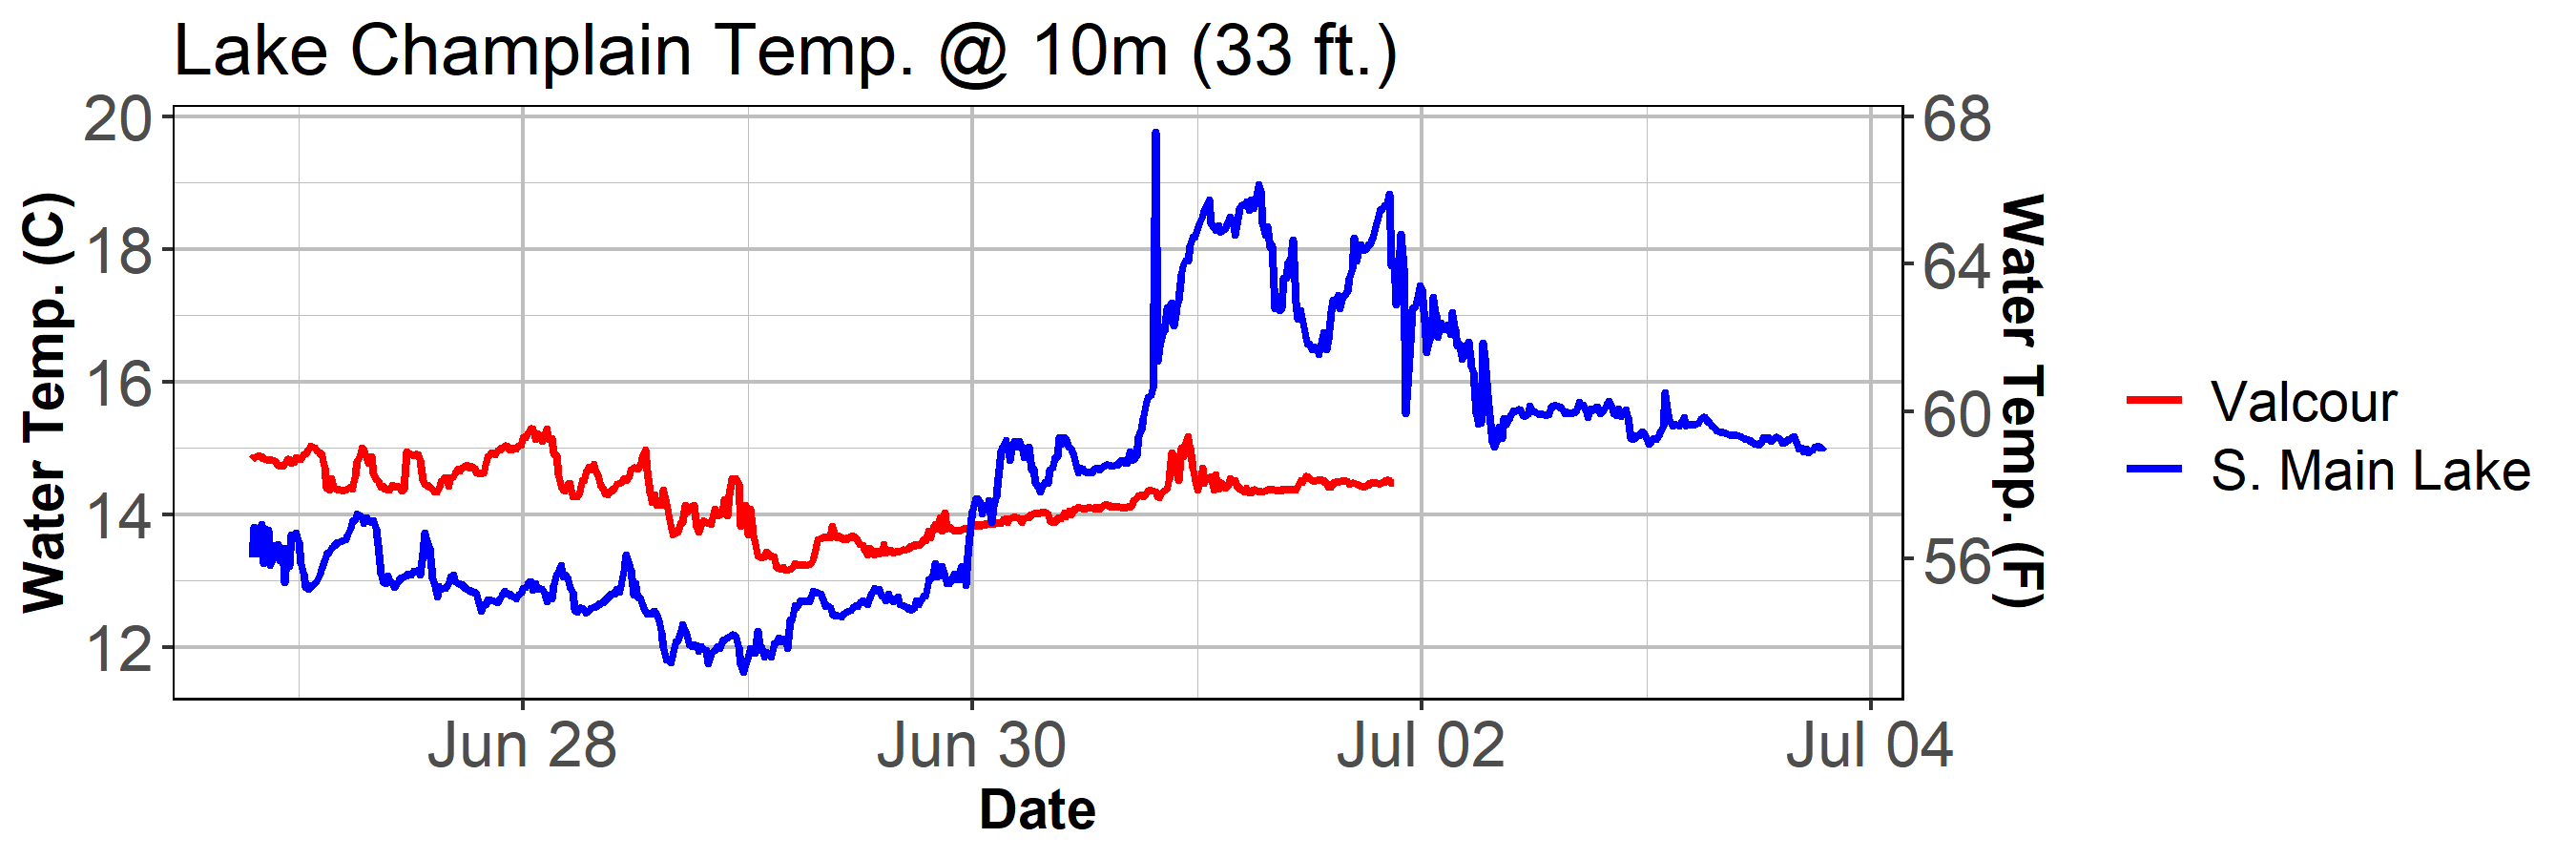 Lake Champlain Temp. @ 10m (33 ft.)
Water Temp. (C)
20
18
16
14
12
68
64
60
56
Water Temp. (F)
Jun 28
Jun 30
Jul 02
Jul 04
Date
Valcour
S. Main Lake